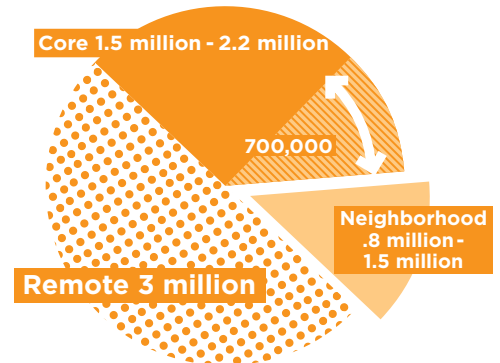 Core 1.5 million - 2.2 million
700,000
Neighborhood
.8 million -
1.5 million
Remote 3 million